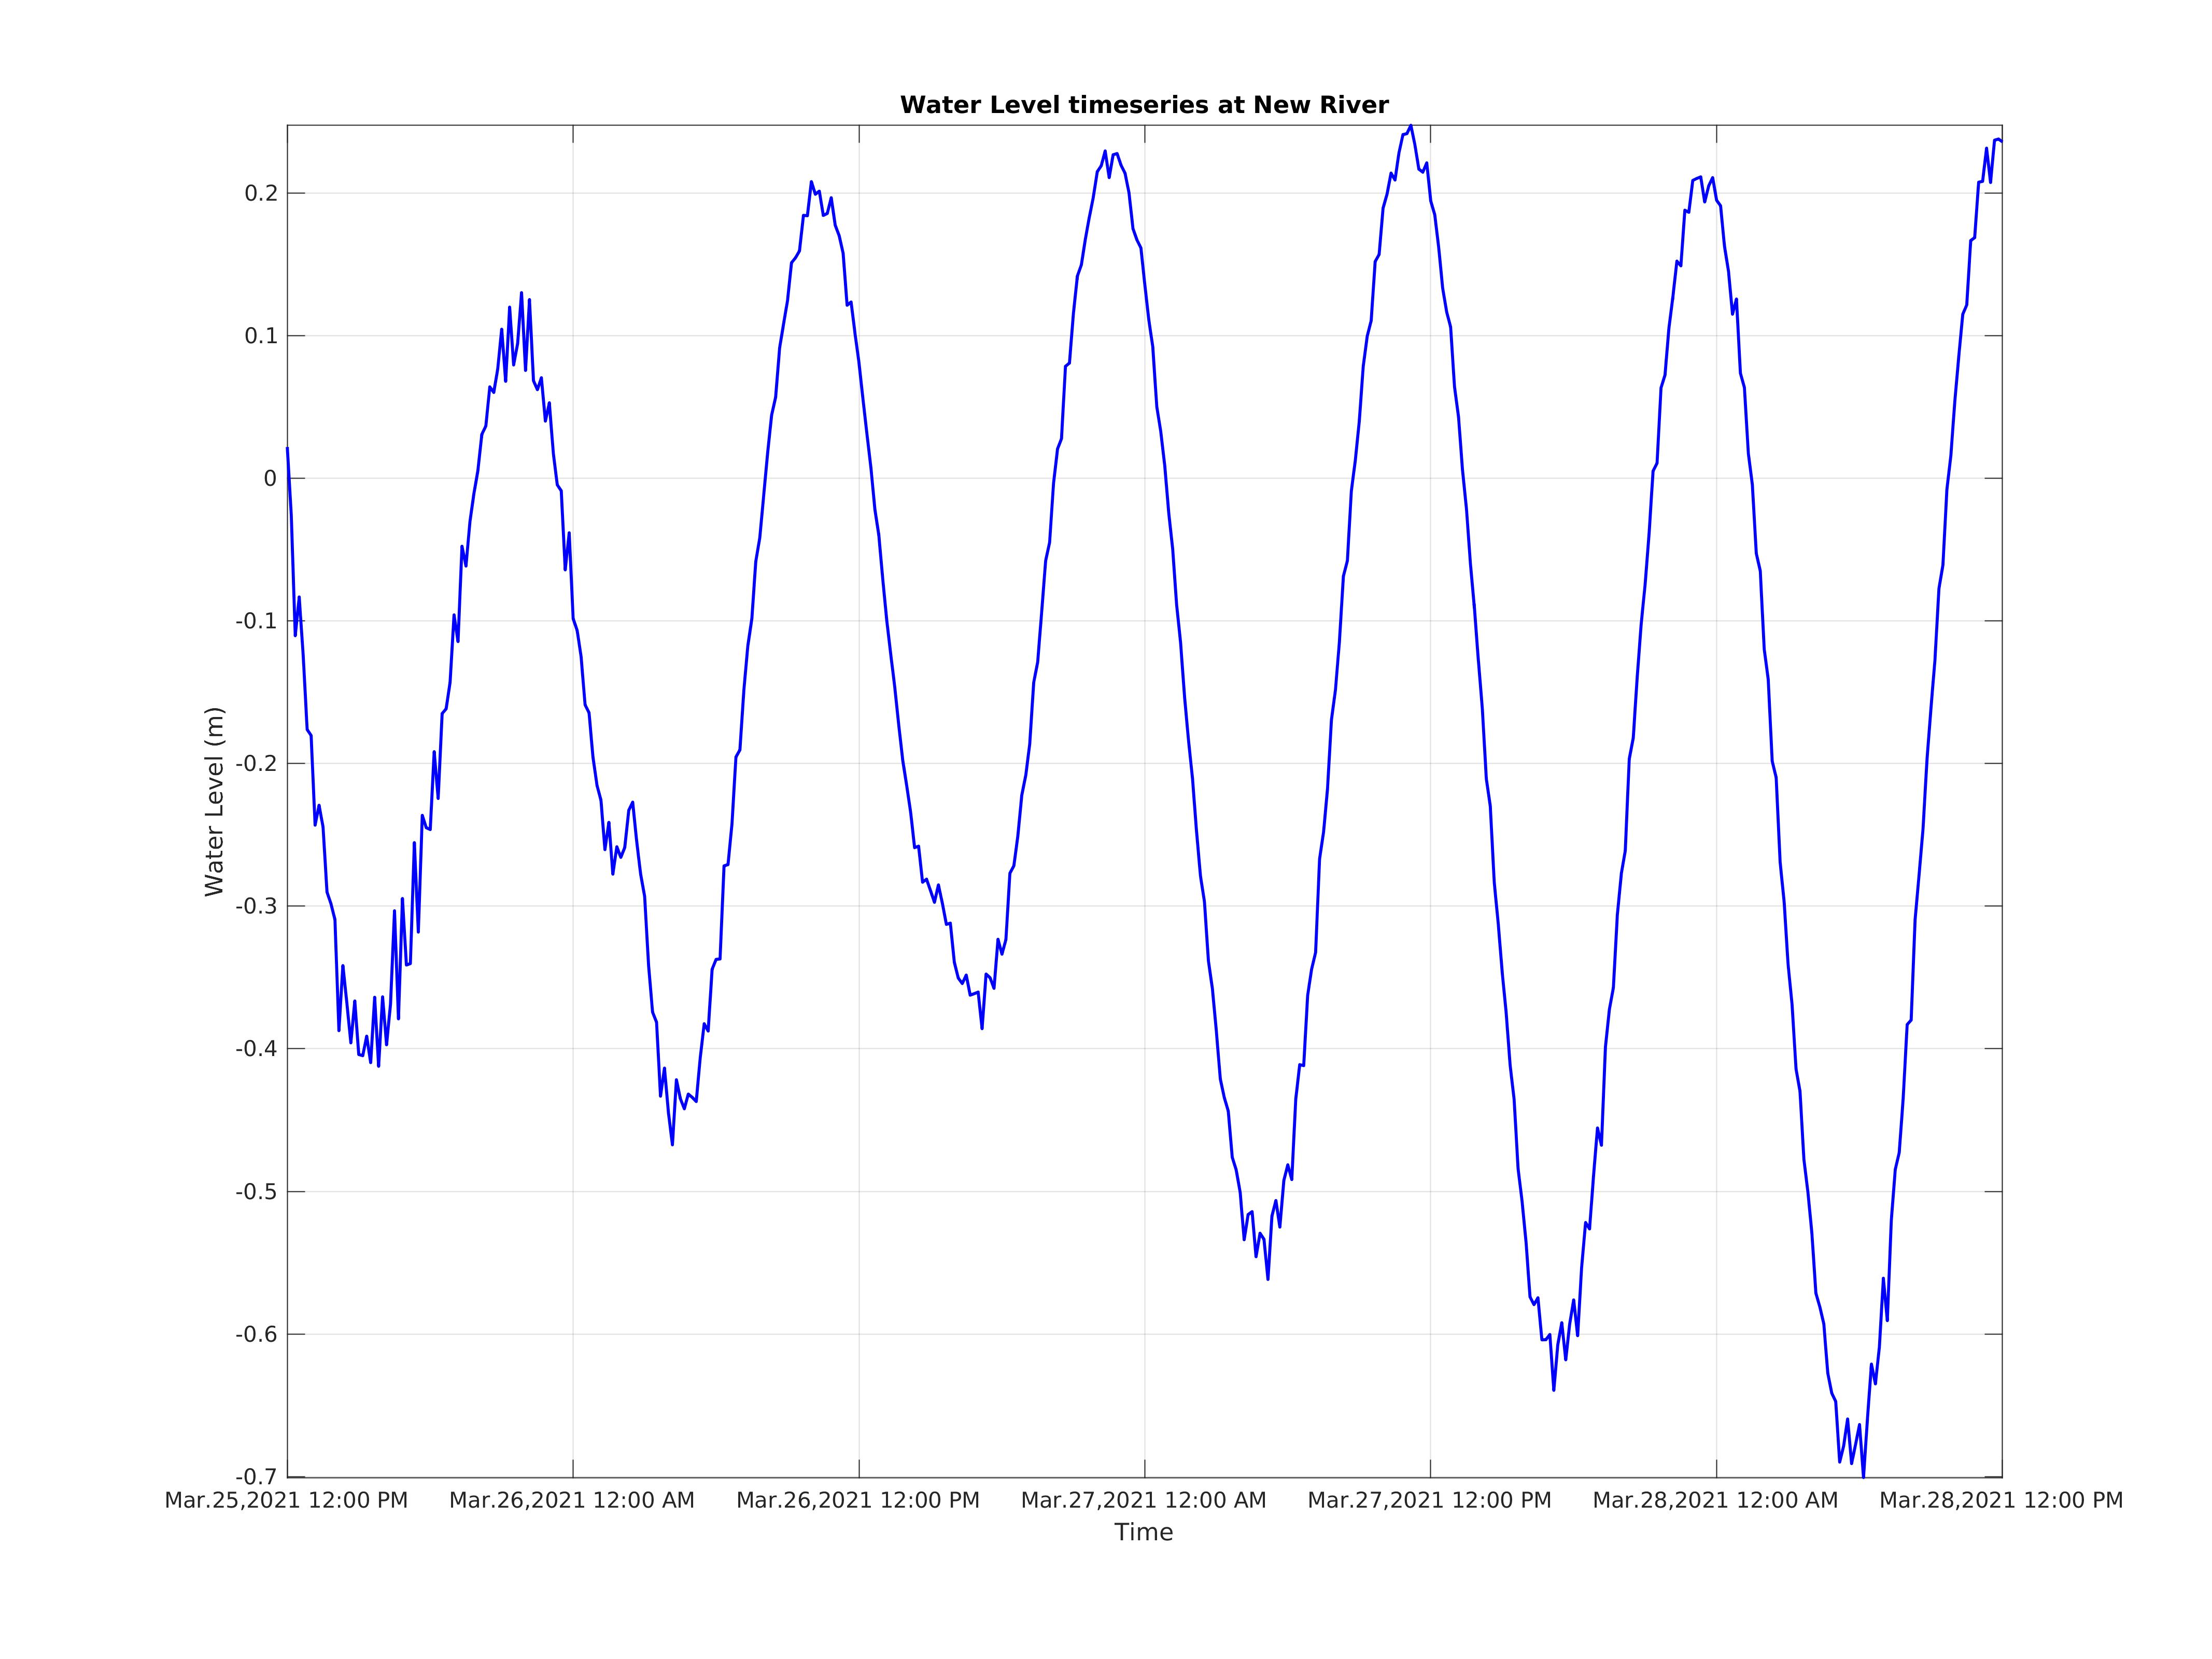 Water Level timeseries at New River
0.2
0.1
0
-0.1
-0.2
-0.3
-0.4
-0.5
-0.6
-0.7
Water Level (m)
Mar.25,2021 12:00 PM Mar.26,2021 12:00 AM Mar.26,2021 12:00 PM Mar.27,2021 12:00 AM Mar.27,2021 12:00 PM Mar.28,2021 12:00 AM Mar.28,2021 12:00 PM
Time